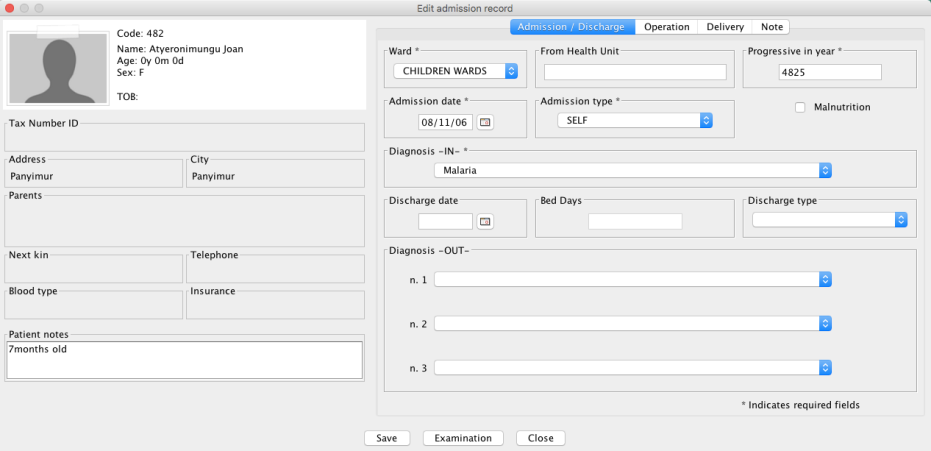 Edit admission record
Code: 482
Name: Atyeronimungu Joan
Age: 0y 0m 0d
Sex: F
TOB:
Tax Number ID
Address
Panyimur
City
Panyimur
Parents
Next kin
Telephone
Blood type
Insurance
Patient notes
7months old
Admission / Discharge
Operation
Delivery
Note
Ward *
CHILDREN WARDS
From Health Unit
Progressive in year *
4825
Admission date *
08/11/06
Admission type *
SELF
Malnutrition
Diagnosis -IN- *
Malaria
Discharge date
Bed Days
Discharge type
Diagnosis -OUT-
n. 1
n. 2
n. 3
* Indicates required fields
Save
Examination
Close